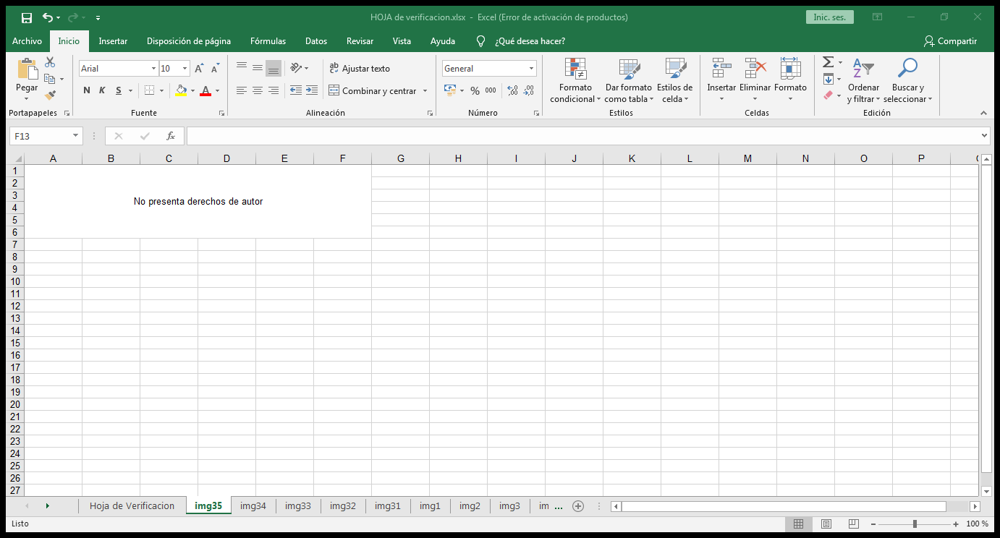 HOJA de verificacion.xlsx - Excel (Error de activación de productos)
Inic. ses.
Archivo Inicio Insertar Disposición de página Fórmulas Datos Revisar Vista Ayuda ¿Qué desea hacer? Compartir
Pegar
Portapapeles
Arial 10 A A
N K S A
Fuente
ab Ajustar texto
Combinar y centrar
Alineación
General
% 000
Número
Formato condicional
Dar formato como tabla
Estilos de celda
Estilos
Insertar Eliminar Formato
Celdas
Ordenar y filtrar
Buscar y seleccionar
Edición
F13 fx
A B C D E F G H I J K L M N O P
1
2
3
No presenta derechos de autor
4
5
6
7
8
9
10
11
12
13
14
15
16
17
18
19
20
21
22
23
24
25
26
27
Hoja de Verificacion img35 img34 img33 img32 img31 img1 img2 img3 im ...
Listo 100 %